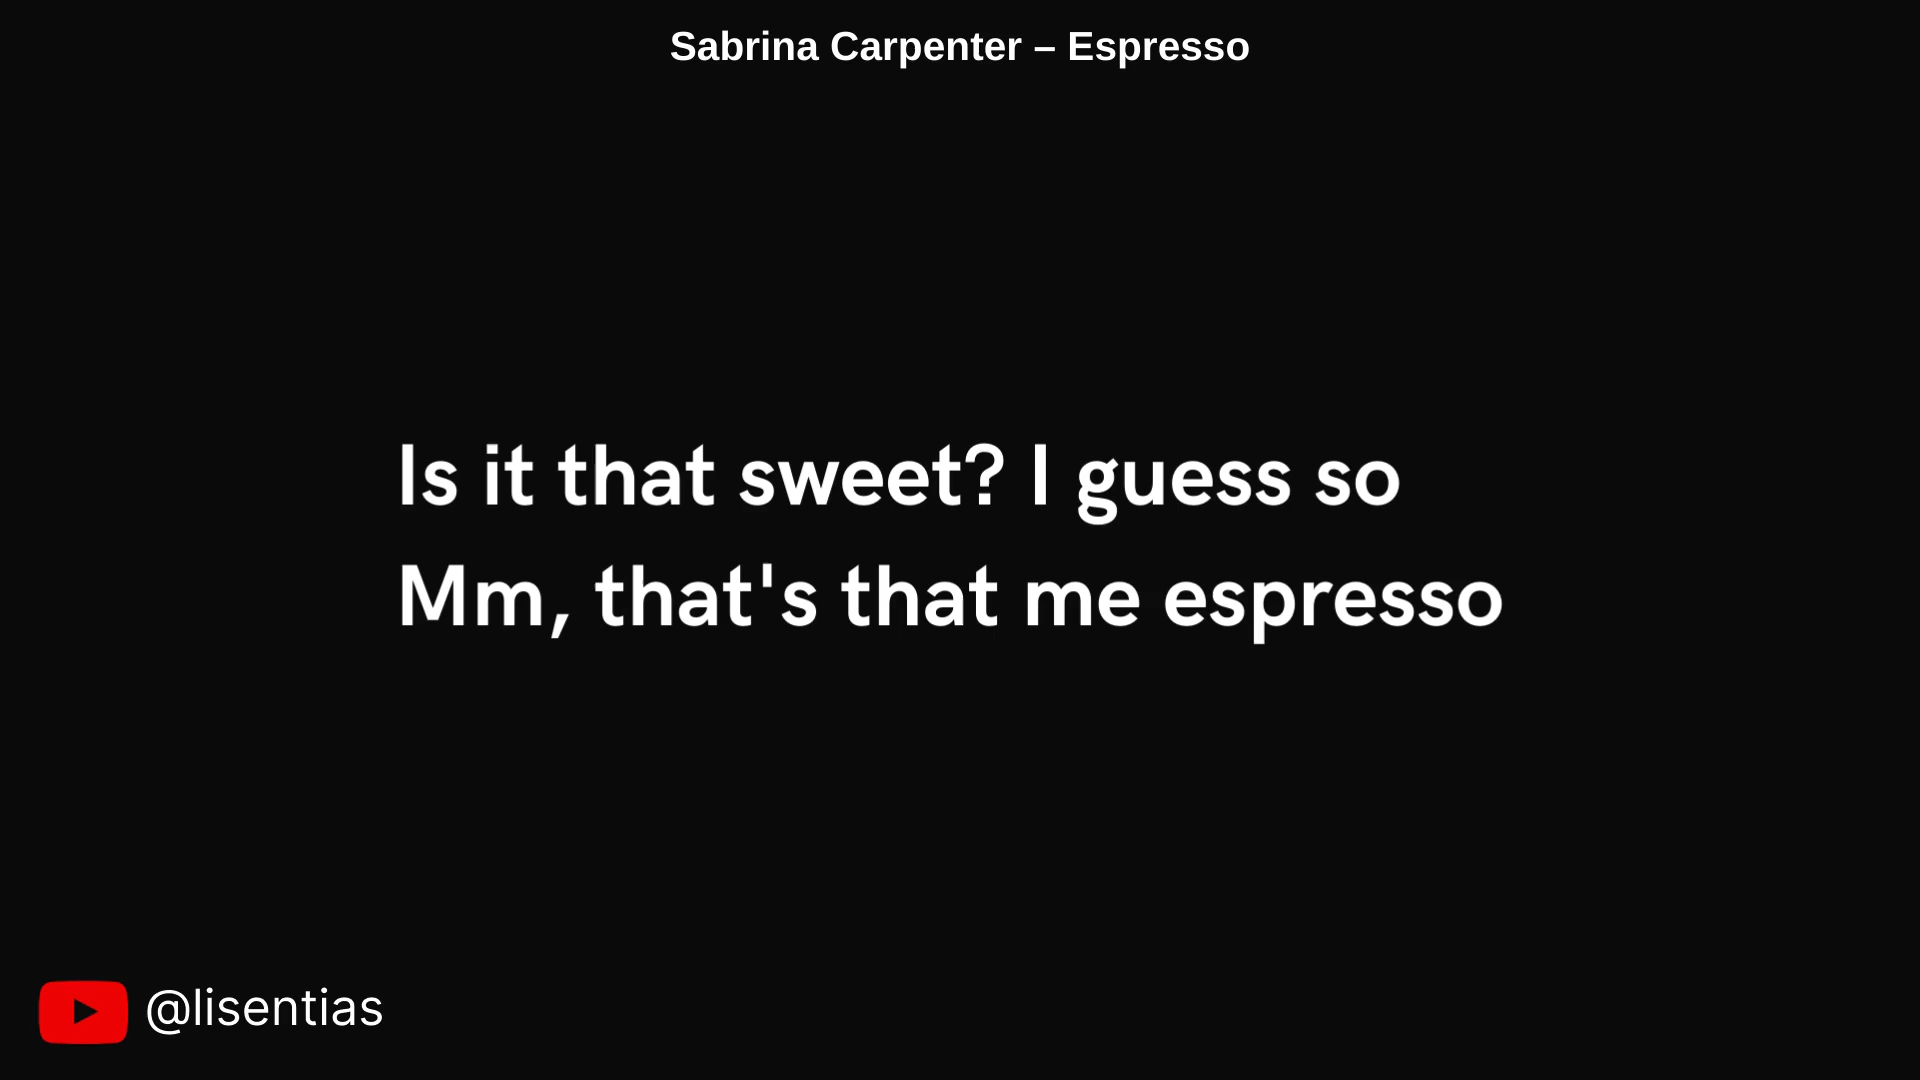 Sabrina Carpenter – Espresso
Is it that sweet? I guess so
Mm, that's that me espresso
@lisentias